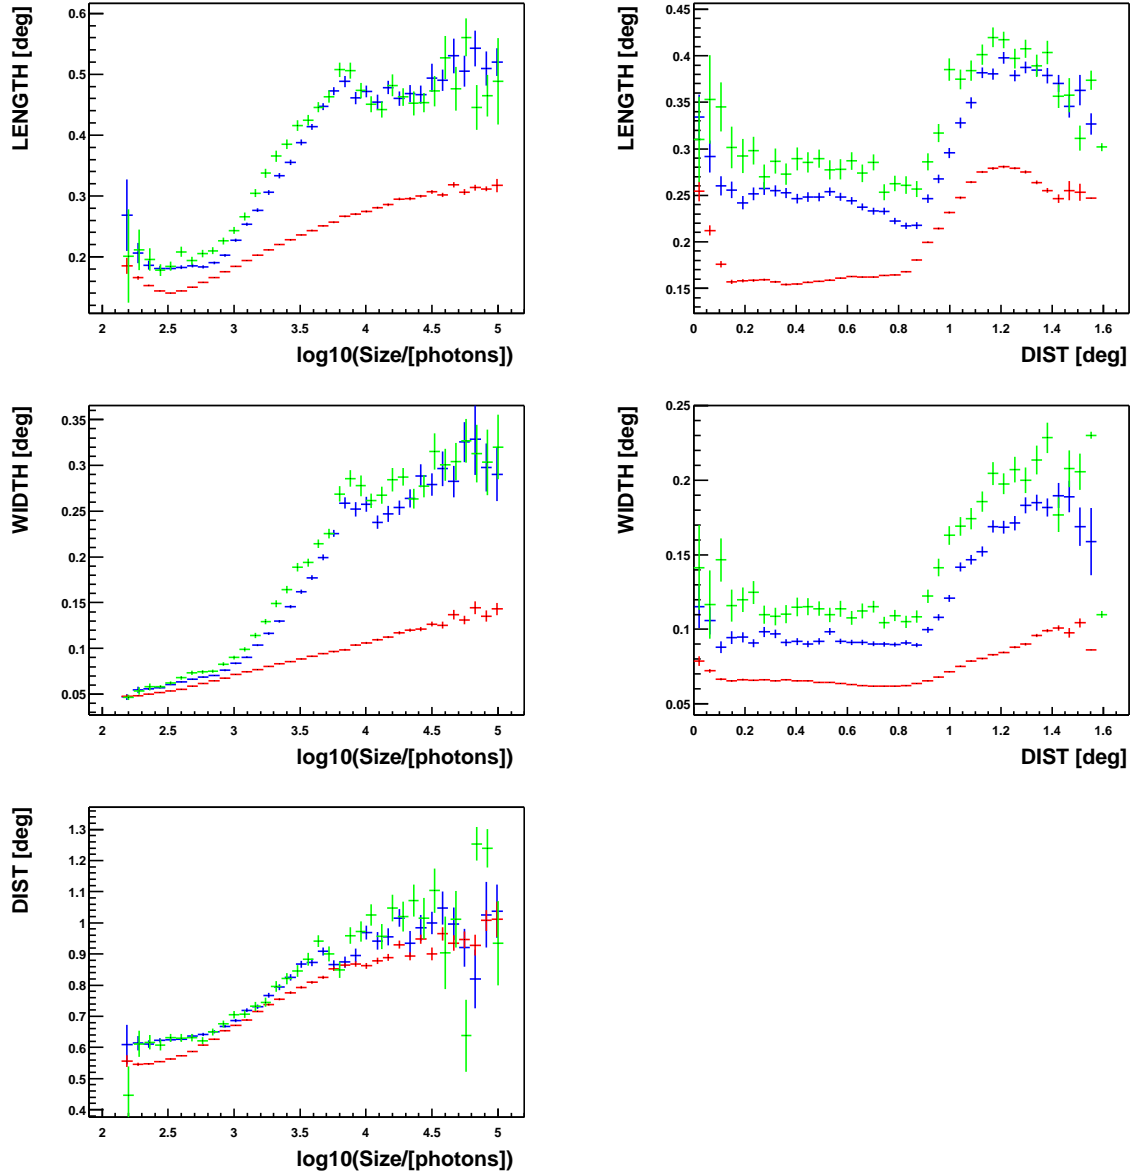 LENGTH [deg]
0.6
0.5
0.4
0.3
0.2
2 2.5 3 3.5 4 4.5 5
log10(Size/[photons])
LENGTH [deg]
0.45
0.4
0.35
0.3
0.25
0.2
0.15
0 0.2 0.4 0.6 0.8 1 1.2 1.4 1.6
DIST [deg]
WIDTH [deg]
0.35
0.3
0.25
0.2
0.15
0.1
0.05
2 2.5 3 3.5 4 4.5 5
log10(Size/[photons])
WIDTH [deg]
0.25
0.2
0.15
0.1
0.05
0 0.2 0.4 0.6 0.8 1 1.2 1.4 1.6
DIST [deg]
DIST [deg]
1.3
1.2
1.1
1
0.9
0.8
0.7
0.6
0.5
0.4
2 2.5 3 3.5 4 4.5 5
log10(Size/[photons])